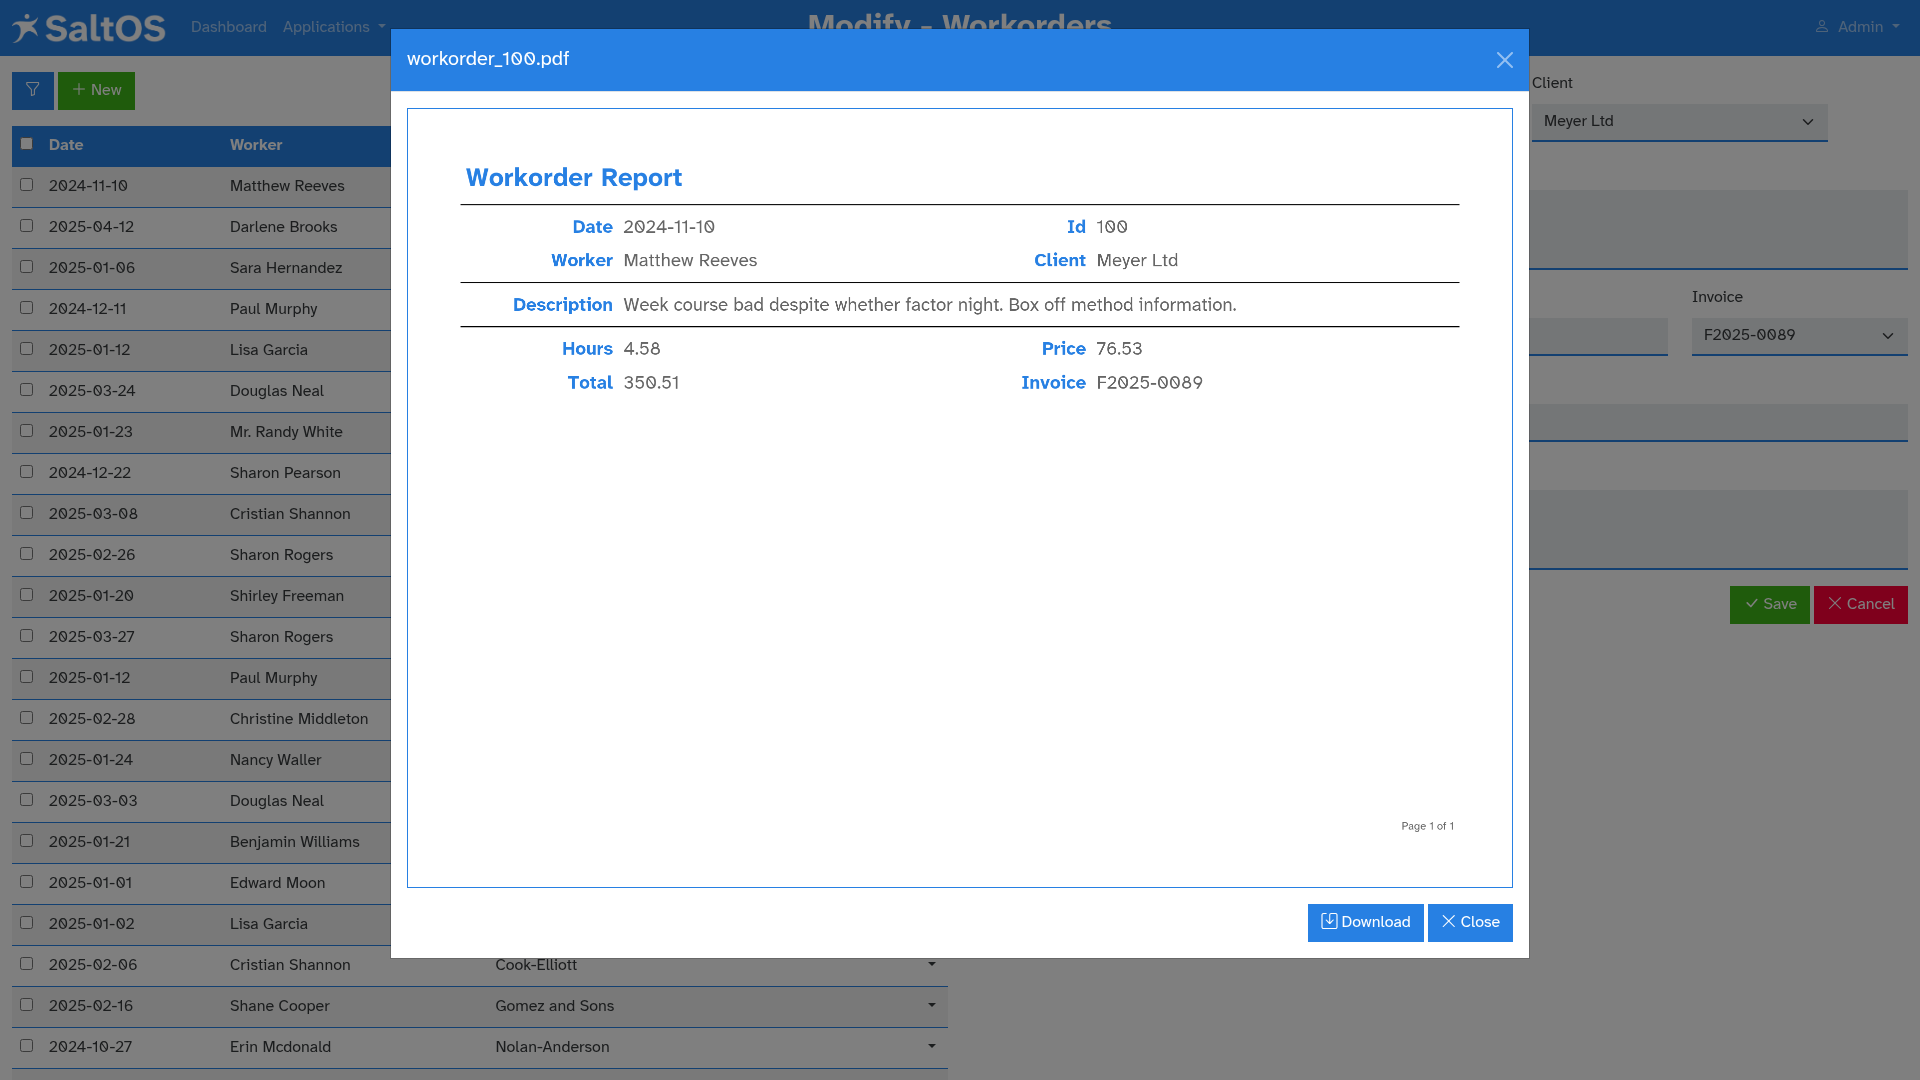 SaltOS Dashboard Applications Modify - Workorders Admin
workorder_100.pdf
New
Client
Meyer Ltd
Date Worker
2024-11-10 Matthew Reeves
2025-04-12 Darlene Brooks
2025-01-06 Sara Hernandez
2024-12-11 Paul Murphy
2025-01-12 Lisa Garcia
2025-03-24 Douglas Neal
2025-01-23 Mr. Randy White
2024-12-22 Sharon Pearson
2025-03-08 Cristian Shannon
2025-02-26 Sharon Rogers
2025-01-20 Shirley Freeman
2025-03-27 Sharon Rogers
2025-01-12 Paul Murphy
2025-02-28 Christine Middleton
2025-01-24 Nancy Waller
2025-03-03 Douglas Neal
2025-01-21 Benjamin Williams
2025-01-01 Edward Moon
2025-01-02 Lisa Garcia
2025-02-06 Cristian Shannon Cook-Elliott
2025-02-16 Shane Cooper Gomez and Sons
2024-10-27 Erin Mcdonald Nolan-Anderson
Workorder Report
Date 2024-11-10 Id 100
Worker Matthew Reeves Client Meyer Ltd
Description Week course bad despite whether factor night. Box off method information.
Hours 4.58 Price 76.53
Total 350.51 Invoice F2025-0089
Page 1 of 1
Download Close
Invoice
F2025-0089
Save Cancel